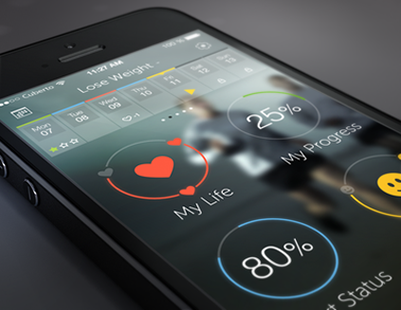 Cuberto
11:27 AM
100 %
Lose Weight
Mon
07
Tue
08
Wed
09
Thu
10
Fri
11
Sat
12
Sun
13
25%
My Progress
My Life
80%
Status